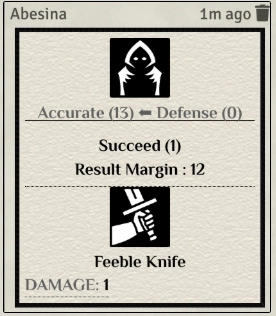 Abesina 1m ago
Accurate (13) ⬅ Defense (0)
Succeed (1)
Result Margin : 12
Feeble Knife
DAMAGE: 1